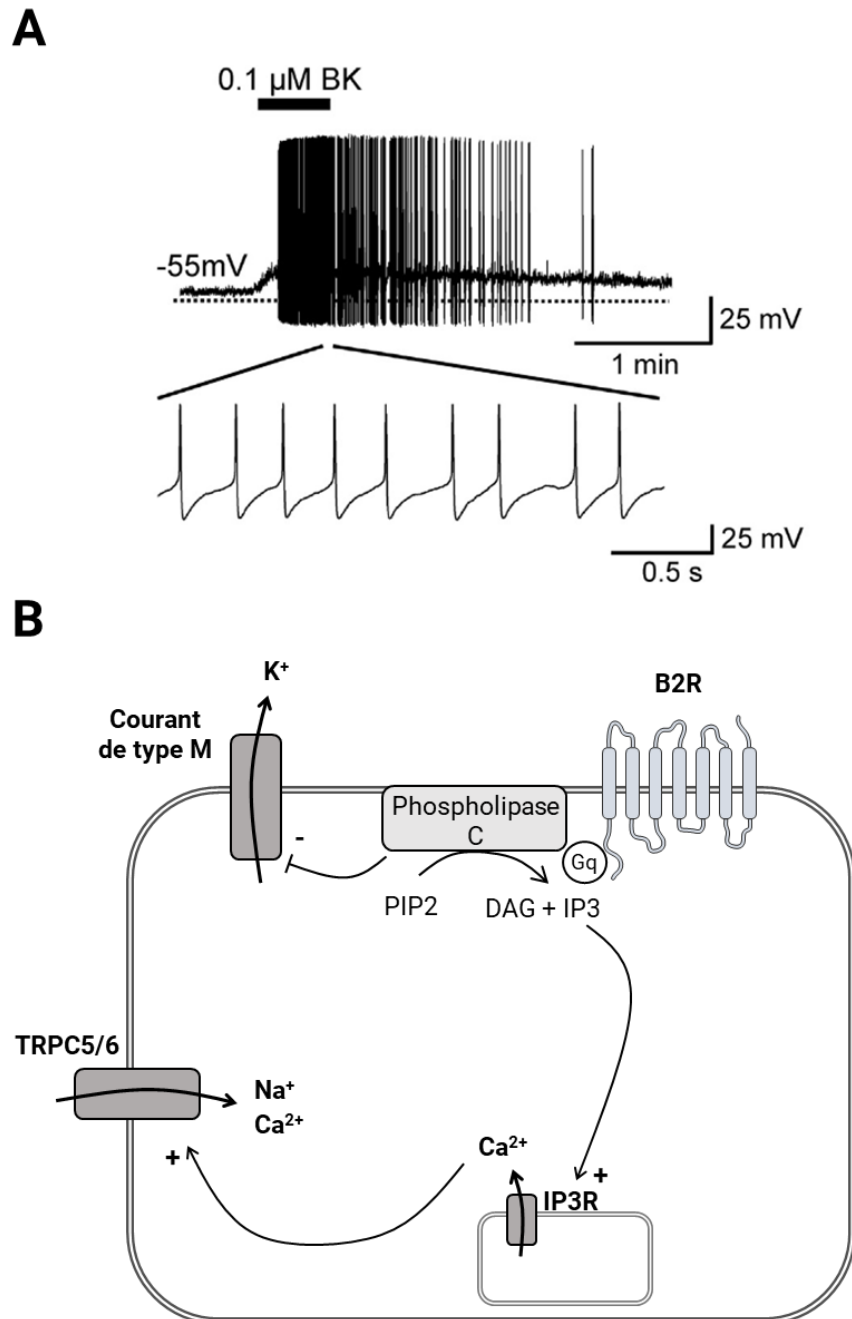 A
0.1 µM BK
-55mV
25 mV
1 min
25 mV
0.5 s
B
K+
B2R
Courant
de type M
Phospholipase
C
-
Gq
PIP2
DAG + IP3
TRPC5/6
Na+
Ca2+
+
Ca2+
+
IP3R